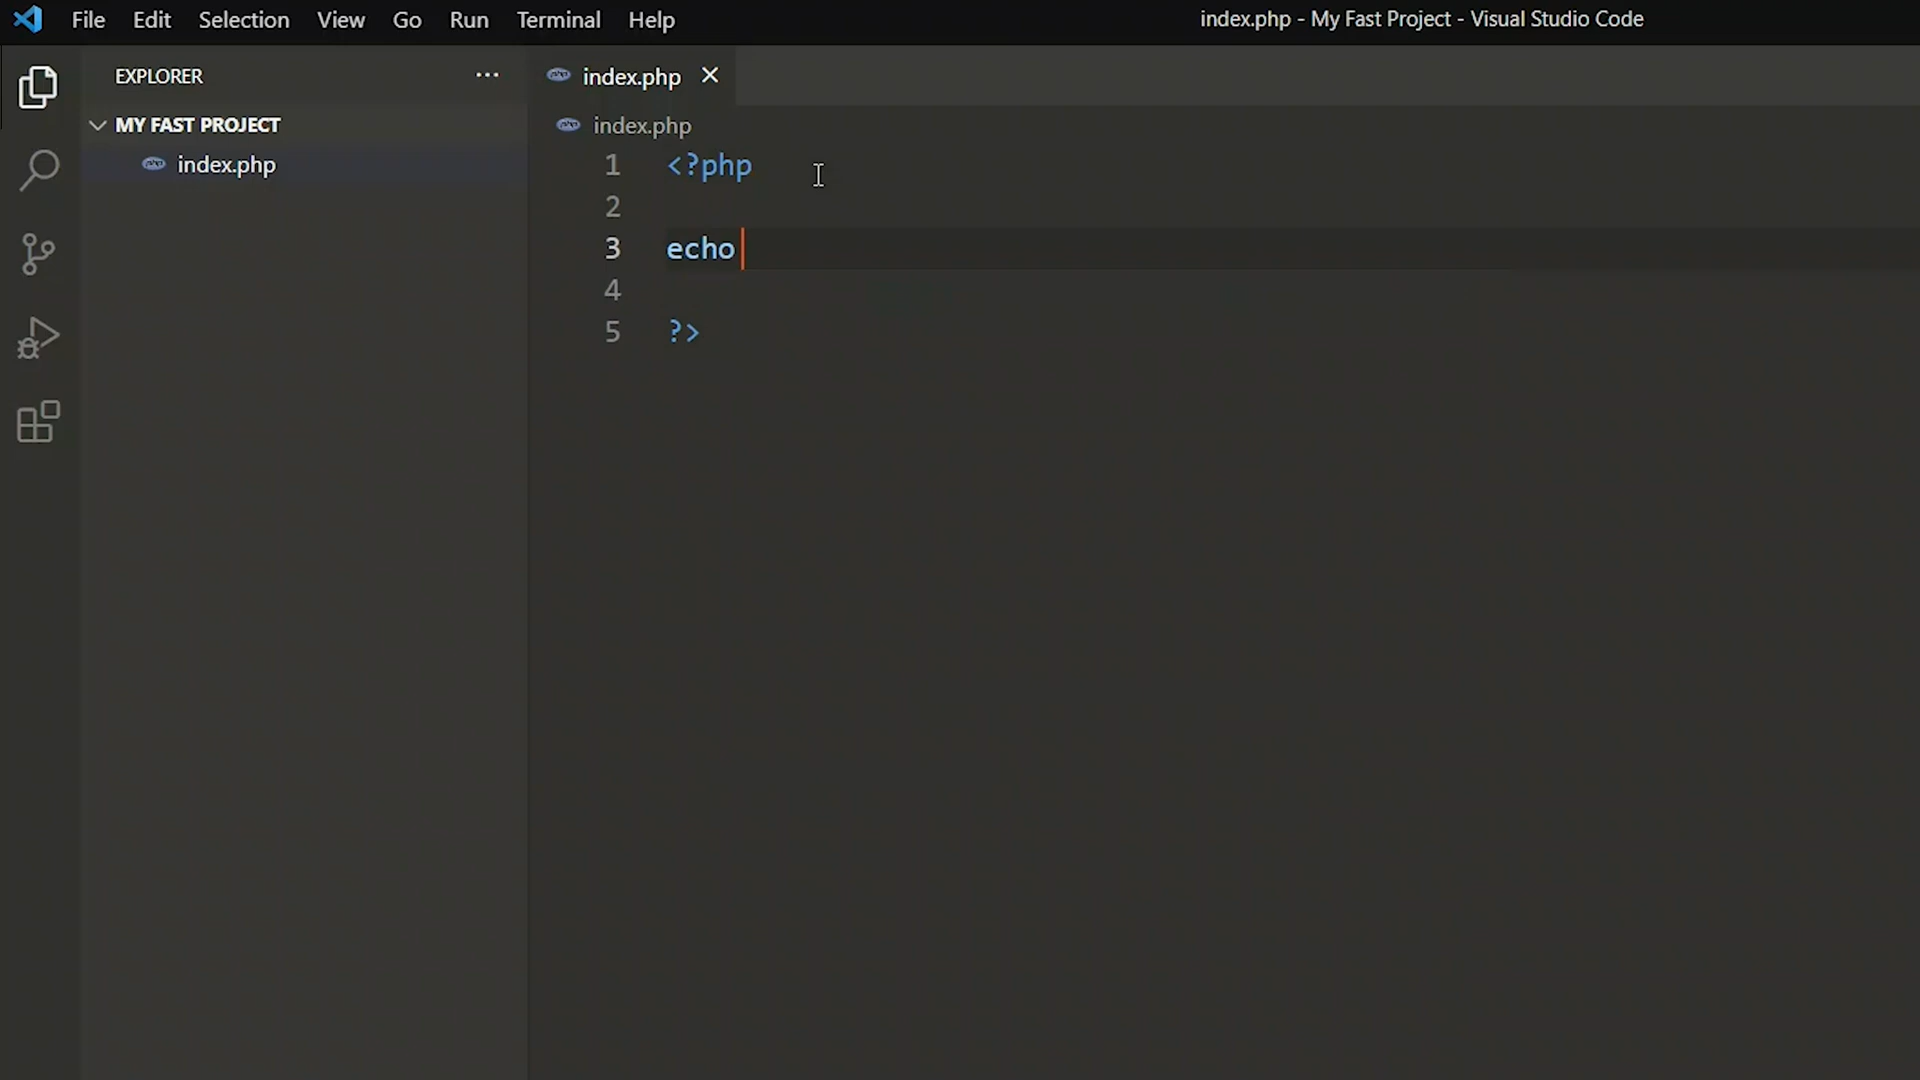 File Edit Selection View Go Run Terminal Help
index.php - My Fast Project - Visual Studio Code
EXPLORER
MY FAST PROJECT
index.php
index.php
index.php
1 <?php
2
3 echo
4
5 ?>